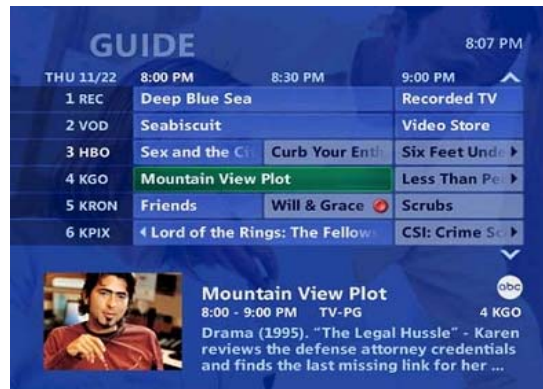 GUIDE 8:07 PM
THU 11/22 8:00 PM 8:30 PM 9:00 PM
1 REC Deep Blue Sea Recorded TV
2 VOD Seabiscuit Video Store
3 HBO Sex and the Ci Curb Your Enth Six Feet Unde
4 KGO Mountain View Plot Less Than Pe
5 KRON Friends Will & Grace Scrubs
6 KPIX Lord of the Rings: The Fellow CSI: Crime Sc
abc
Mountain View Plot
8:00 - 9:00 PM TV-PG 4 KGO
Drama (1995). "The Legal Hussle" - Karen
reviews the defense attorney credentials
and finds the last missing link for her ...